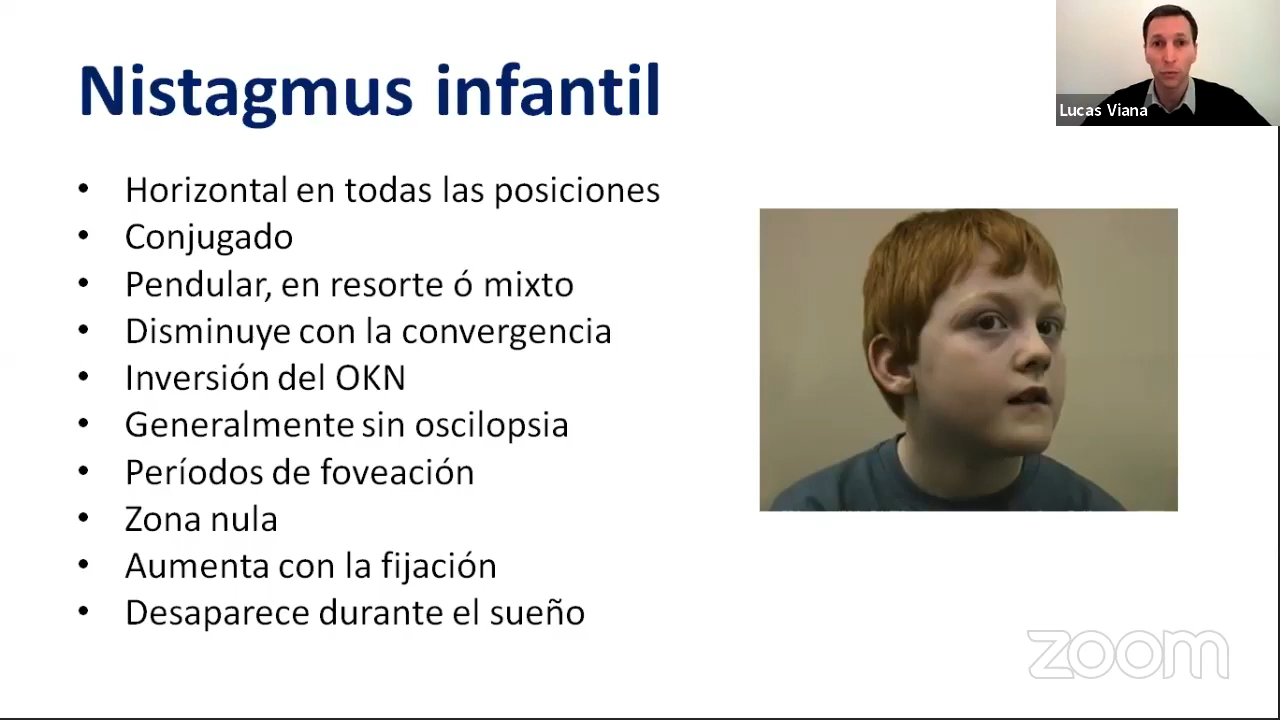 Nistagmus infantil
Lucas Viana
• Horizontal en todas las posiciones
• Conjugado
• Pendular, en resorte ó mixto
• Disminuye con la convergencia
• Inversión del OKN
• Generalmente sin oscilopsia
• Períodos de foveación
• Zona nula
• Aumenta con la fijación
• Desaparece durante el sueño
zoom